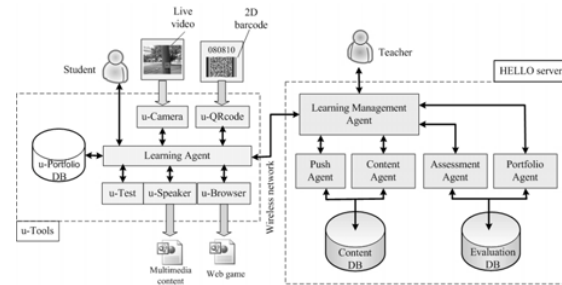 Live
video
2D
barcode
080810
Student
Teacher
HELLO server
u-Camera
u-QRcode
Learning Management
Agent
u-Portfolio
DB
Learning Agent
Wireless network
Push
Agent
Content
Agent
Assessment
Agent
Portfolio
Agent
u-Test
u-Speaker
u-Browser
u-Tools
Multimedia
content
Web game
Content
DB
Evaluation
DB